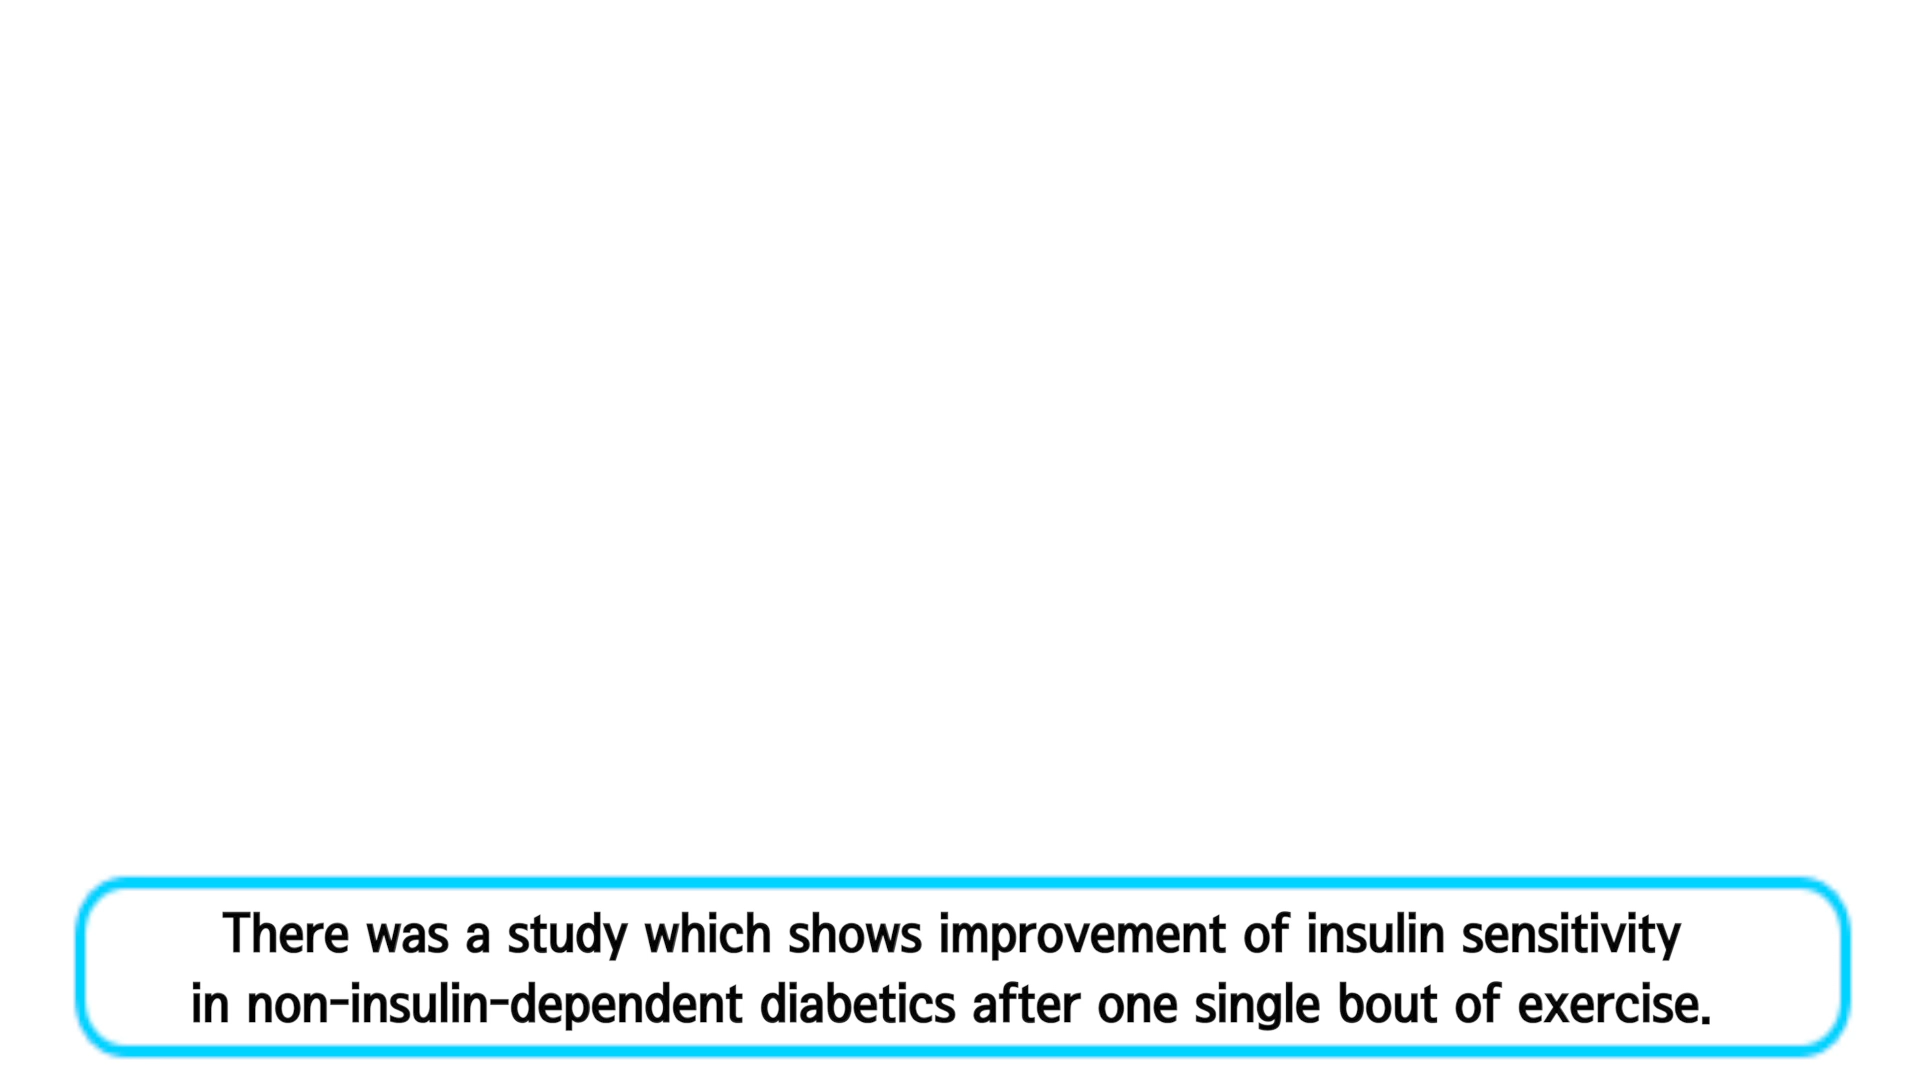 There was a study which shows improvement of insulin sensitivity
in non-insulin-dependent diabetics after one single bout of exercise.